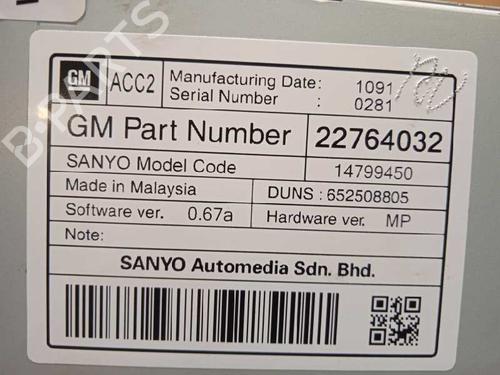 GM ACC2 Manufacturing Date: 1091
Serial Number : 0281
GM Part Number 22764032
SANYO Model Code 14799450
Made in Malaysia DUNS : 652508805
Software ver. 0.67a Hardware ver. MP
Note:
SANYO Automedia Sdn. Bhd.
B-PARTS